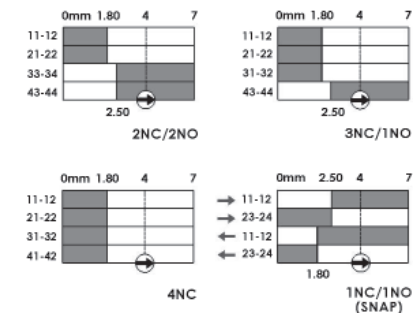 0mm 1.80 4 7
11-12
21-22
33-34
43-44
2.50
2NC/2NO
0mm 1.80 4 7
11-12
21-22
31-32
43-44
2.50
3NC/1NO
0mm 1.80 4 7
11-12
21-22
31-32
41-42
4NC
0mm 2.50 4 7
→ 11-12
→ 23-24
← 11-12
← 23-24
1.80
1NC/1NO
(SNAP)